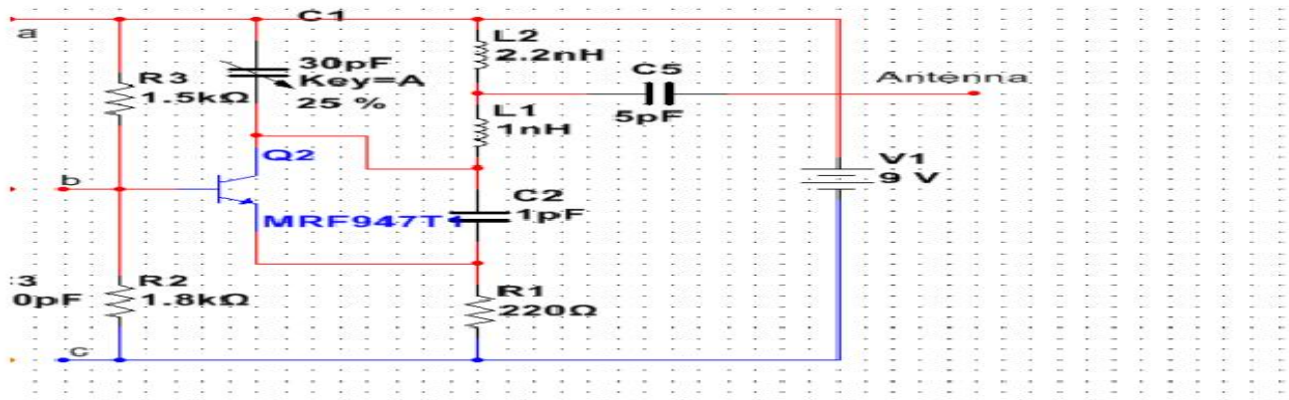 C1
a
L2
2.2nH
30pF
Key=A
25 %
R3
1.5kΩ
C5
5pF
Antenna
L1
1nH
Q2
b
V1
9 V
C2
1pF
MRF947T1
:3
0pF
R2
1.8kΩ
R1
220Ω
c